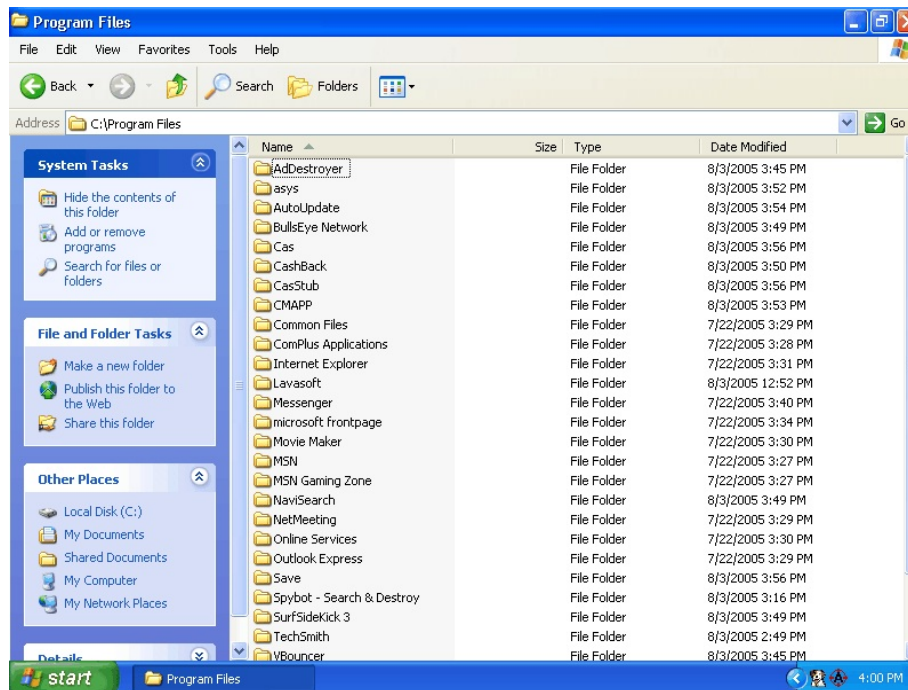 Program Files
File Edit View Favorites Tools Help
Back Search Folders
Address C:\Program Files Go
System Tasks
Hide the contents of
this folder
Add or remove
programs
Search for files or
folders
File and Folder Tasks
Make a new folder
Publish this folder to
the Web
Share this folder
Other Places
Local Disk (C:)
My Documents
Shared Documents
My Computer
My Network Places
Details
Name Size Type Date Modified
AdDestroyer File Folder 8/3/2005 3:45 PM
asys File Folder 8/3/2005 3:52 PM
AutoUpdate File Folder 8/3/2005 3:54 PM
BullsEye Network File Folder 8/3/2005 3:49 PM
Cas File Folder 8/3/2005 3:56 PM
CashBack File Folder 8/3/2005 3:50 PM
CasStub File Folder 8/3/2005 3:56 PM
CMAPP File Folder 8/3/2005 3:53 PM
Common Files File Folder 7/22/2005 3:29 PM
ComPlus Applications File Folder 7/22/2005 3:28 PM
Internet Explorer File Folder 7/22/2005 3:31 PM
Lavasoft File Folder 8/3/2005 12:52 PM
Messenger File Folder 7/22/2005 3:40 PM
microsoft frontpage File Folder 7/22/2005 3:34 PM
Movie Maker File Folder 7/22/2005 3:30 PM
MSN File Folder 7/22/2005 3:27 PM
MSN Gaming Zone File Folder 7/22/2005 3:27 PM
NaviSearch File Folder 8/3/2005 3:49 PM
NetMeeting File Folder 7/22/2005 3:29 PM
Online Services File Folder 7/22/2005 3:30 PM
Outlook Express File Folder 7/22/2005 3:29 PM
Save File Folder 8/3/2005 3:56 PM
Spybot - Search & Destroy File Folder 8/3/2005 3:16 PM
SurfSideKick 3 File Folder 8/3/2005 3:49 PM
TechSmith File Folder 8/3/2005 2:49 PM
VBouncer File Folder 8/3/2005 3:45 PM
start Program Files 4:00 PM